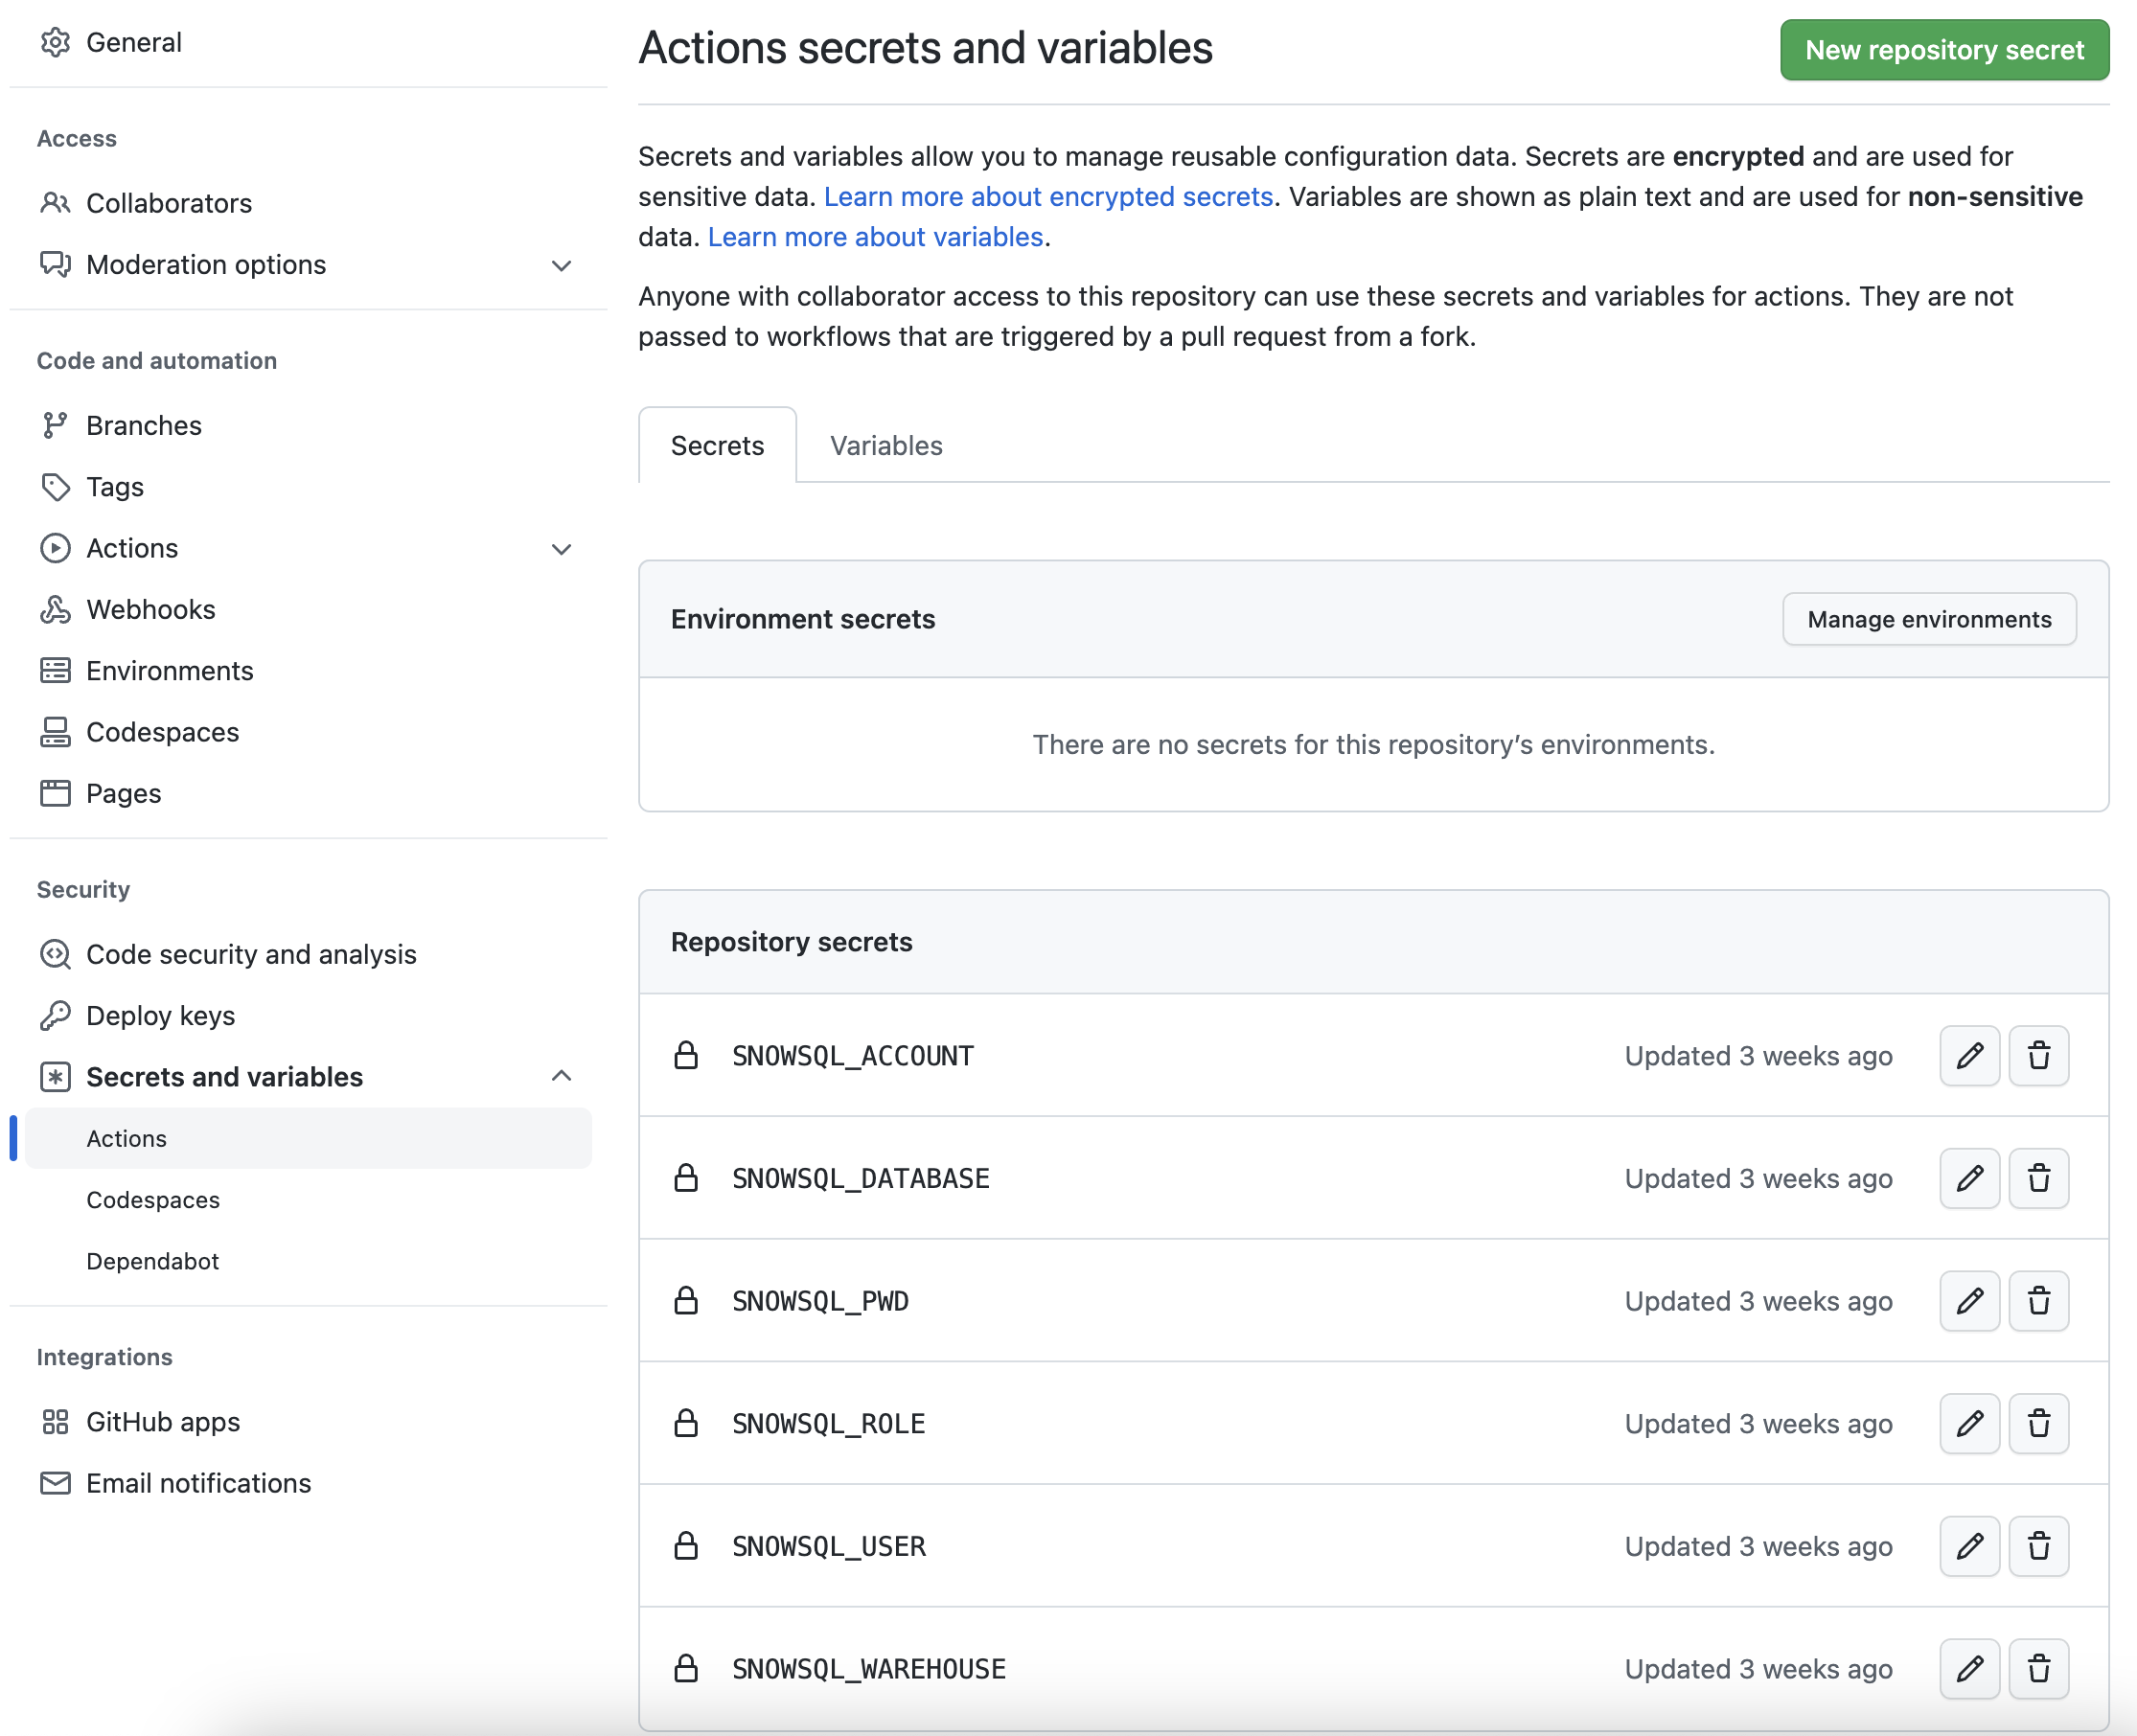 General
Access
Collaborators
Moderation options
Code and automation
Branches
Tags
Actions
Webhooks
Environments
Codespaces
Pages
Security
Code security and analysis
Deploy keys
Secrets and variables
Actions
Codespaces
Dependabot
Integrations
GitHub apps
Email notifications
Actions secrets and variables
New repository secret
Secrets and variables allow you to manage reusable configuration data. Secrets are encrypted and are used for
sensitive data. Learn more about encrypted secrets. Variables are shown as plain text and are used for non-sensitive
data. Learn more about variables.
Anyone with collaborator access to this repository can use these secrets and variables for actions. They are not
passed to workflows that are triggered by a pull request from a fork.
Secrets Variables
Environment secrets Manage environments
There are no secrets for this repository’s environments.
Repository secrets
SNOWSQL_ACCOUNT Updated 3 weeks ago
SNOWSQL_DATABASE Updated 3 weeks ago
SNOWSQL_PWD Updated 3 weeks ago
SNOWSQL_ROLE Updated 3 weeks ago
SNOWSQL_USER Updated 3 weeks ago
SNOWSQL_WAREHOUSE Updated 3 weeks ago